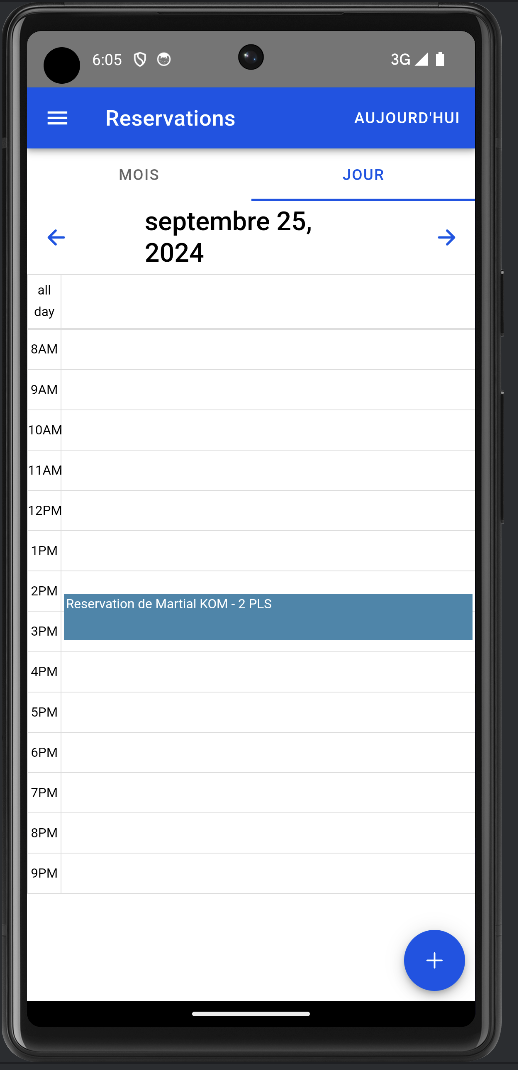 6:05 3G
Reservations AUJOURD'HUI
MOIS JOUR
septembre 25,
2024
all
day
8AM
9AM
10AM
11AM
12PM
1PM
2PM
Reservation de Martial KOM - 2 PLS
3PM
4PM
5PM
6PM
7PM
8PM
9PM